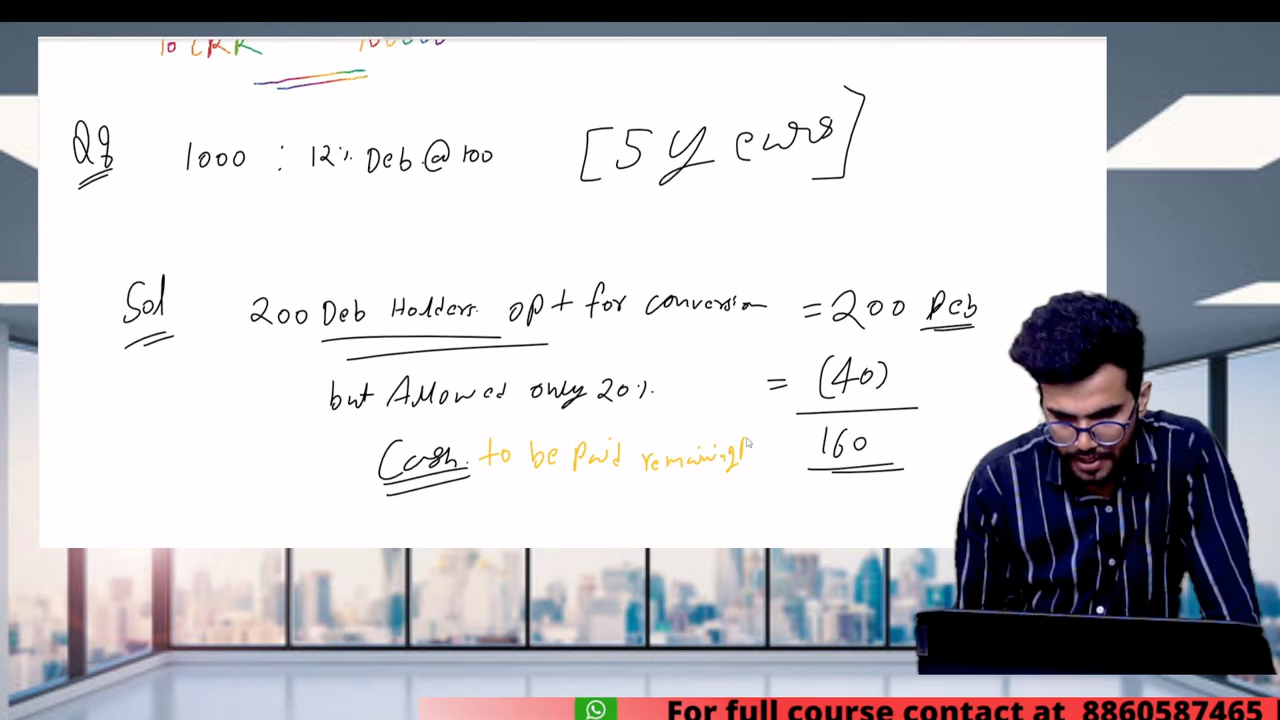 Q8 1000 : 12% Deb @ 100 [5 Years]
Sol 200 Deb Holders opt for conversion = 200 Deb
but Allowed only 20% = (40)
Cash to be paid remaining 160
For full course contact at 8860587465